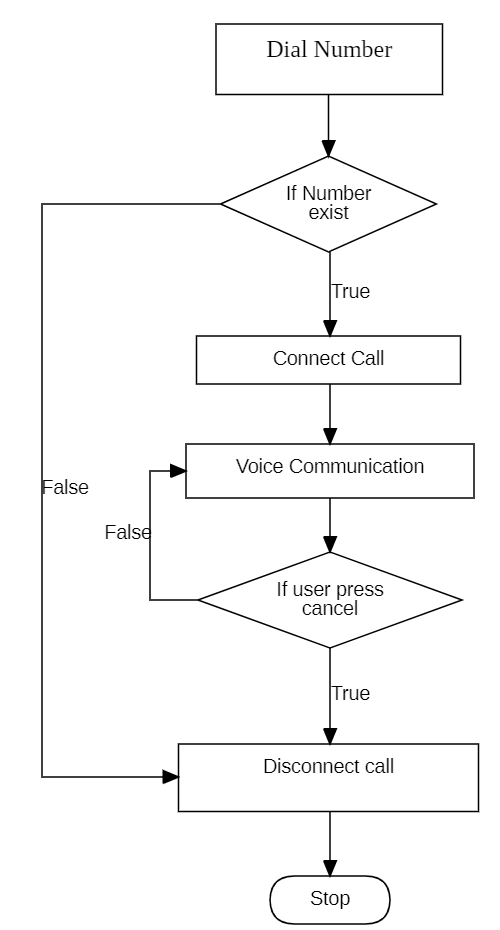 Dial Number
If Number
exist
True
Connect Call
Voice Communication
False
False
If user press
cancel
True
Disconnect call
Stop